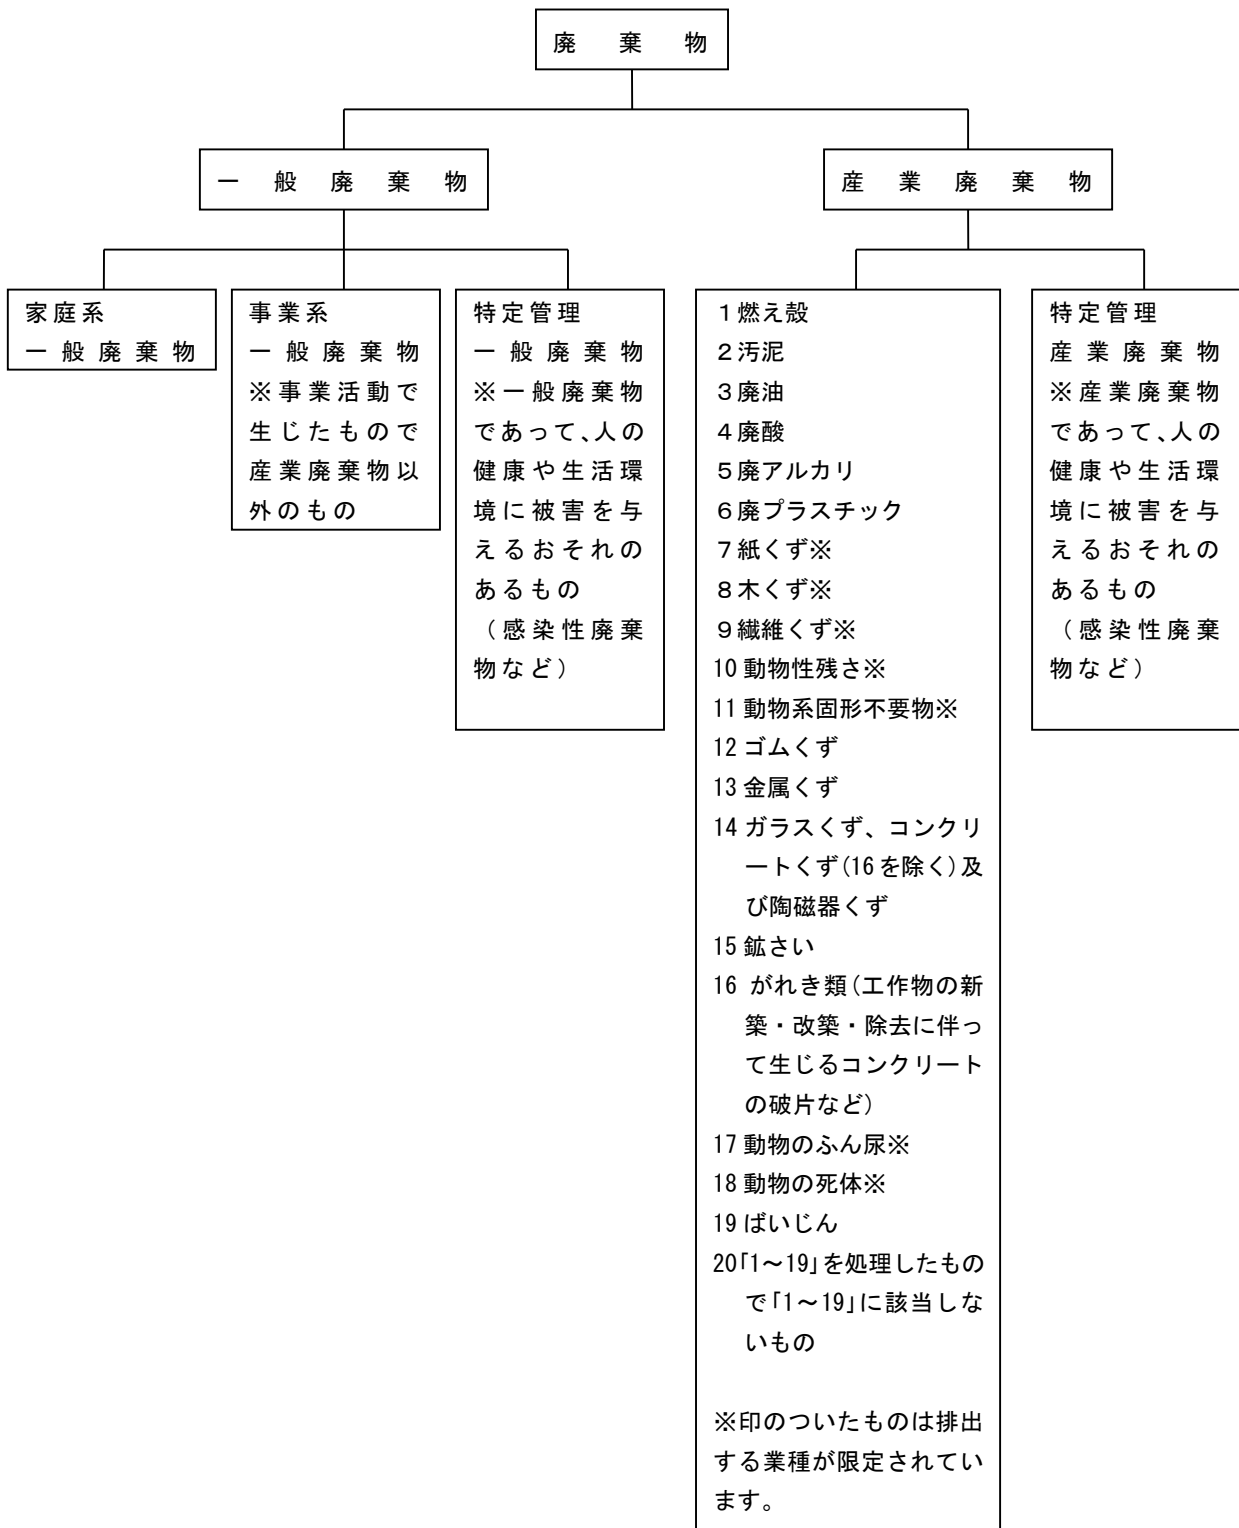 廃棄物
一般廃棄物
産業廃棄物
家庭系
一般廃棄物
事業系
一般廃棄物
※事業活動で
生じたもので
産業廃棄物以
外のもの
特定管理
一般廃棄物
※一般廃棄物
であって、人の
健康や生活環
境に被害を与
えるおそれの
あるもの
（感染性廃棄
物など）
1燃え殻
2汚泥
3廃油
4廃酸
5廃アルカリ
6廃プラスチック
7紙くず※
8木くず※
9繊維くず※
10動物性残さ※
11動物系固形不要物※
12ゴムくず
13金属くず
14ガラスくず、コンクリ
ートくず(16を除く)及
び陶磁器くず
15鉱さい
16 がれき類(工作物の新
築・改築・除去に伴っ
て生じるコンクリート
の破片など)
17動物のふん尿※
18動物の死体※
19ばいじん
20「1～19」を処理したもの
で「1～19」に該当しな
いもの
※印のついたものは排出
する業種が限定されてい
ます。
特定管理
産業廃棄物
※産業廃棄物
であって、人の
健康や生活環
境に被害を与
えるおそれの
あるもの
（感染性廃棄
物など）